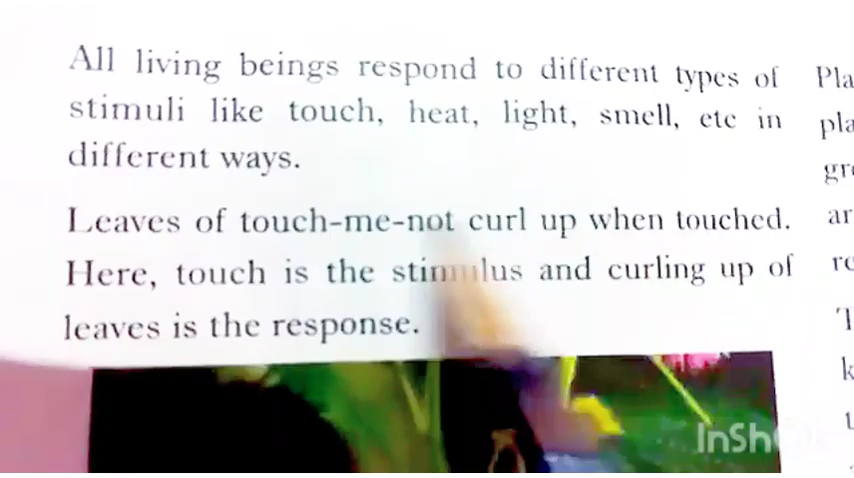 All living beings respond to different types of
stimuli like touch, heat, light, smell, etc in
different ways.
Leaves of touch-me-not curl up when touched.
Here, touch is the stimulus and curling up of
leaves is the response.